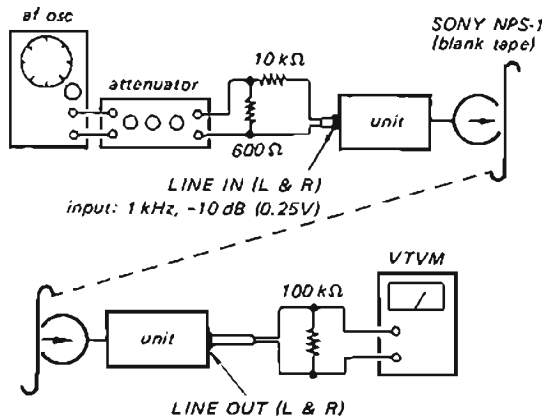 af osc
SONY NPS-1
(blank tape)
attenuator
10 kΩ
600 Ω
unit
LINE IN (L & R)
input: 1 kHz, -10 dB (0.25V)
VTVM
100 kΩ
unit
LINE OUT (L & R)